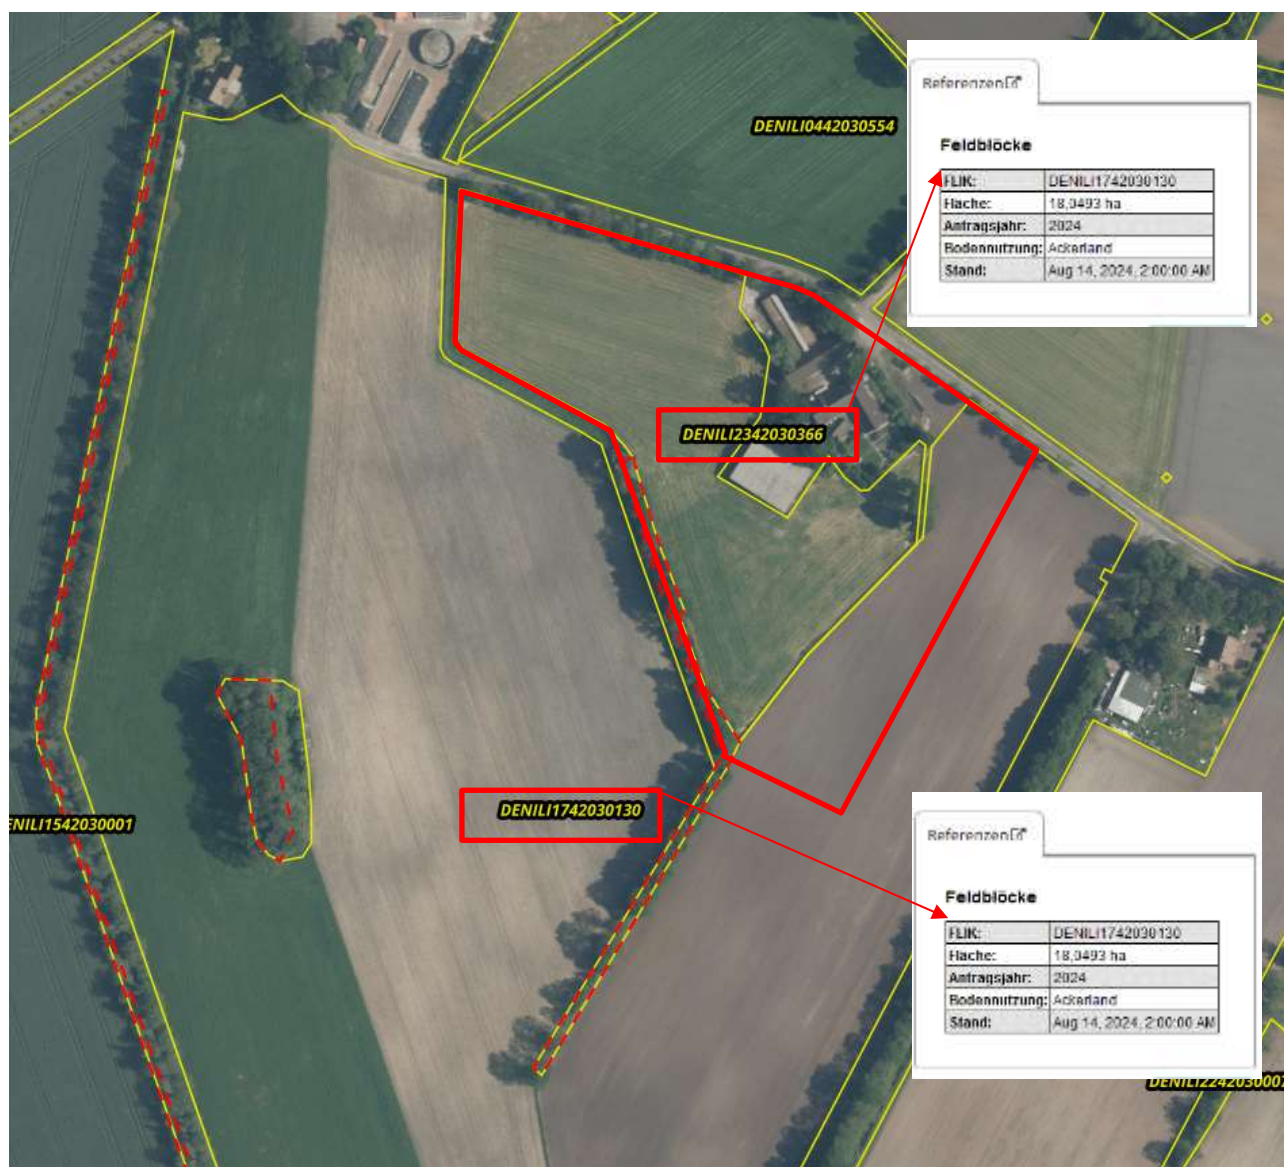 Referenzen
Feldblöcke
FLIK: DENILI1742030130
Fläche: 18,0493 ha
Antragsjahr: 2024
Bodennutzung: Ackerland
Stand: Aug 14, 2024, 2:00:00 AM
DENILI0442030554
DENILI2342030366
DENILI1742030130
ENILI1542030001
Referenzen
Feldblöcke
FLIK: DENILI1742030130
Fläche: 18,0493 ha
Antragsjahr: 2024
Bodennutzung: Ackerland
Stand: Aug 14, 2024, 2:00:00 AM
DENILI2242030007